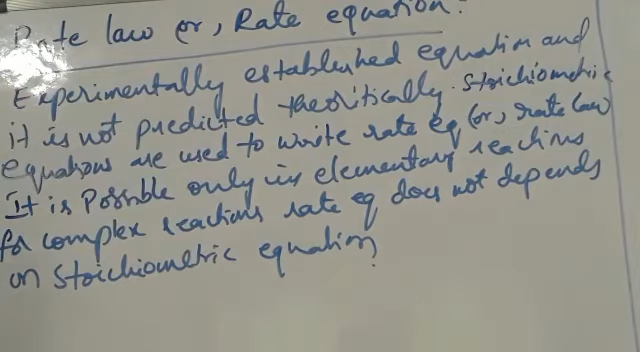 Rate law or, Rate equation:
Experimentally established equation and
it is not predicted theoritically. Stoichiometric
equations are used to write rate eq (or, rate law
It is Possible only in elementary reactions
for complex reactions rate eq does not depends
on Stoichiometric equation.